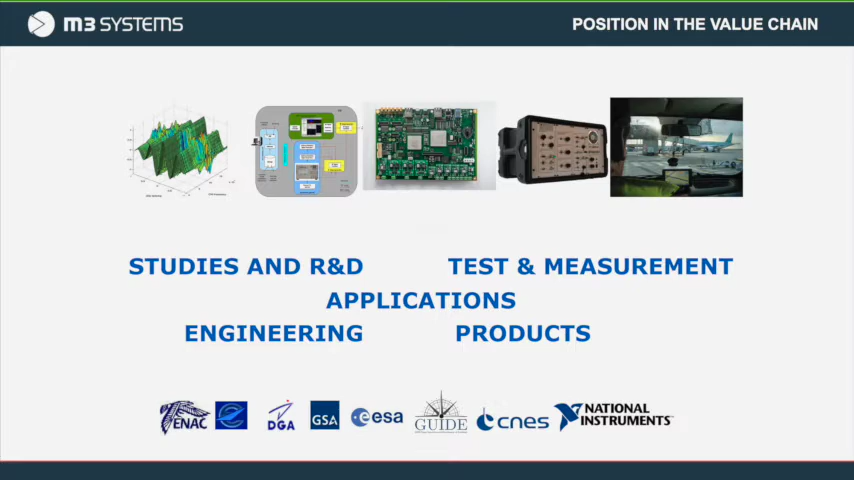 M3 SYSTEMS
POSITION IN THE VALUE CHAIN
STUDIES AND R&D
TEST & MEASUREMENT
APPLICATIONS
ENGINEERING
PRODUCTS
ENAC
DGA
GSA
esa
GUIDE
cnes
NATIONAL
INSTRUMENTS